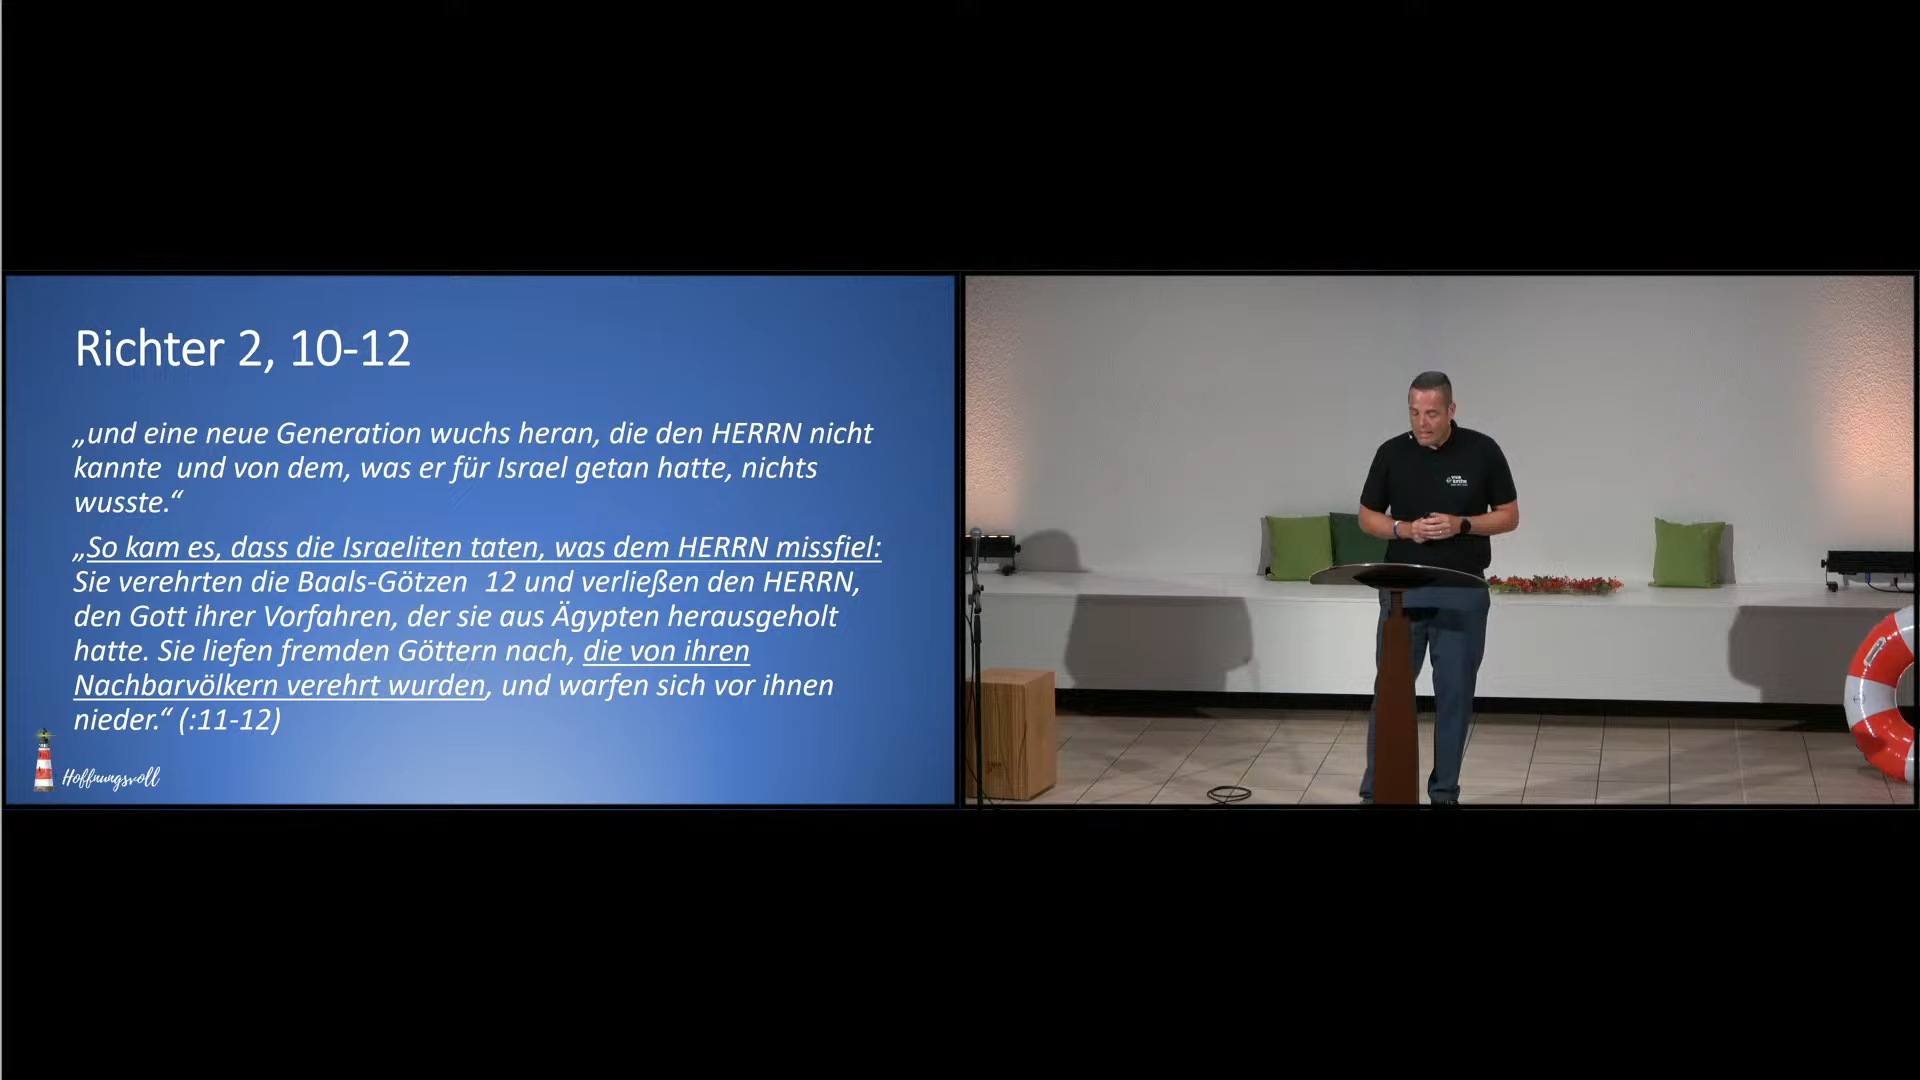 Richter 2, 10-12
„und eine neue Generation wuchs heran, die den HERRN nicht
kannte  und von dem, was er für Israel getan hatte, nichts
wusste.“
„So kam es, dass die Israeliten taten, was dem HERRN missfiel:
Sie verehrten die Baals-Götzen  12 und verließen den HERRN,
den Gott ihrer Vorfahren, der sie aus Ägypten herausgeholt
hatte. Sie liefen fremden Göttern nach, die von ihren
Nachbarvölkern verehrt wurden, und warfen sich vor ihnen
nieder.“ (:11-12)
Hoffnungsvoll